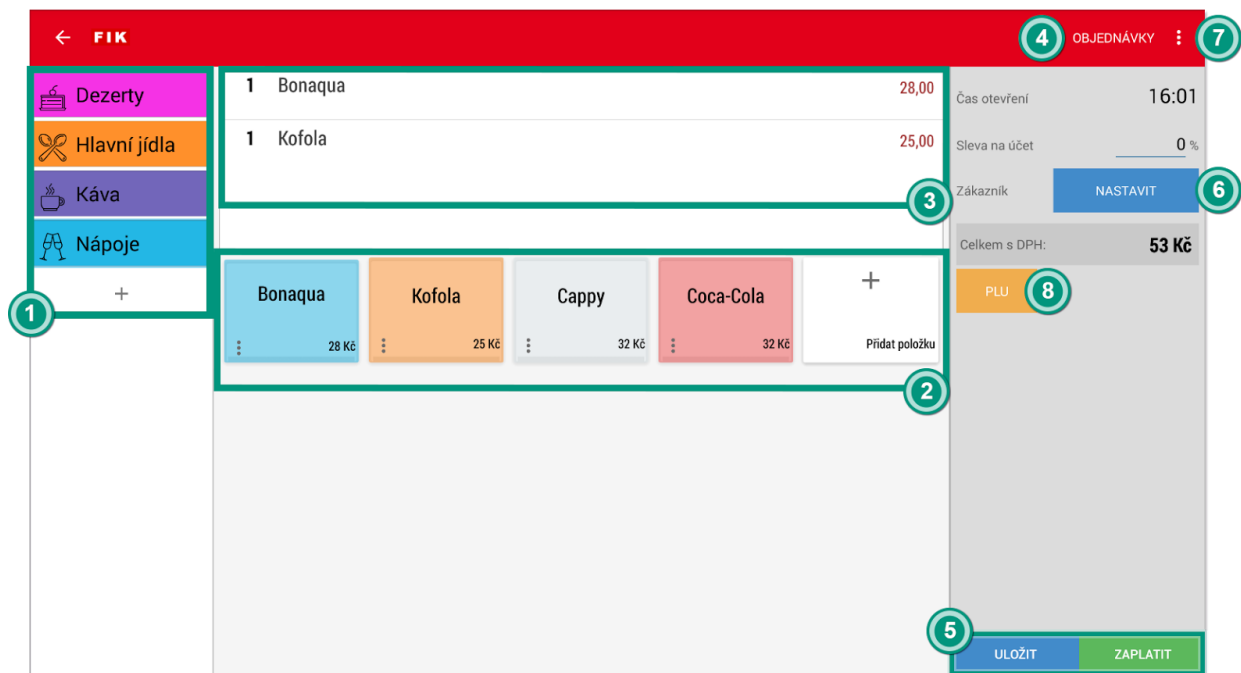 FIK
4
OBJEDNÁVKY
7
Dezerty
Hlavní jídla
Káva
Nápoje
+
1
1 Bonaqua 28,00
1 Kofola 25,00
3
Bonaqua
28 Kč
Kofola
25 Kč
Cappy
32 Kč
Coca-Cola
32 Kč
+
Přidat položku
2
Čas otevření 16:01
Sleva na účet 0 %
Zákazník NASTAVIT
6
Celkem s DPH: 53 Kč
PLU
8
5
ULOŽIT ZAPLATIT